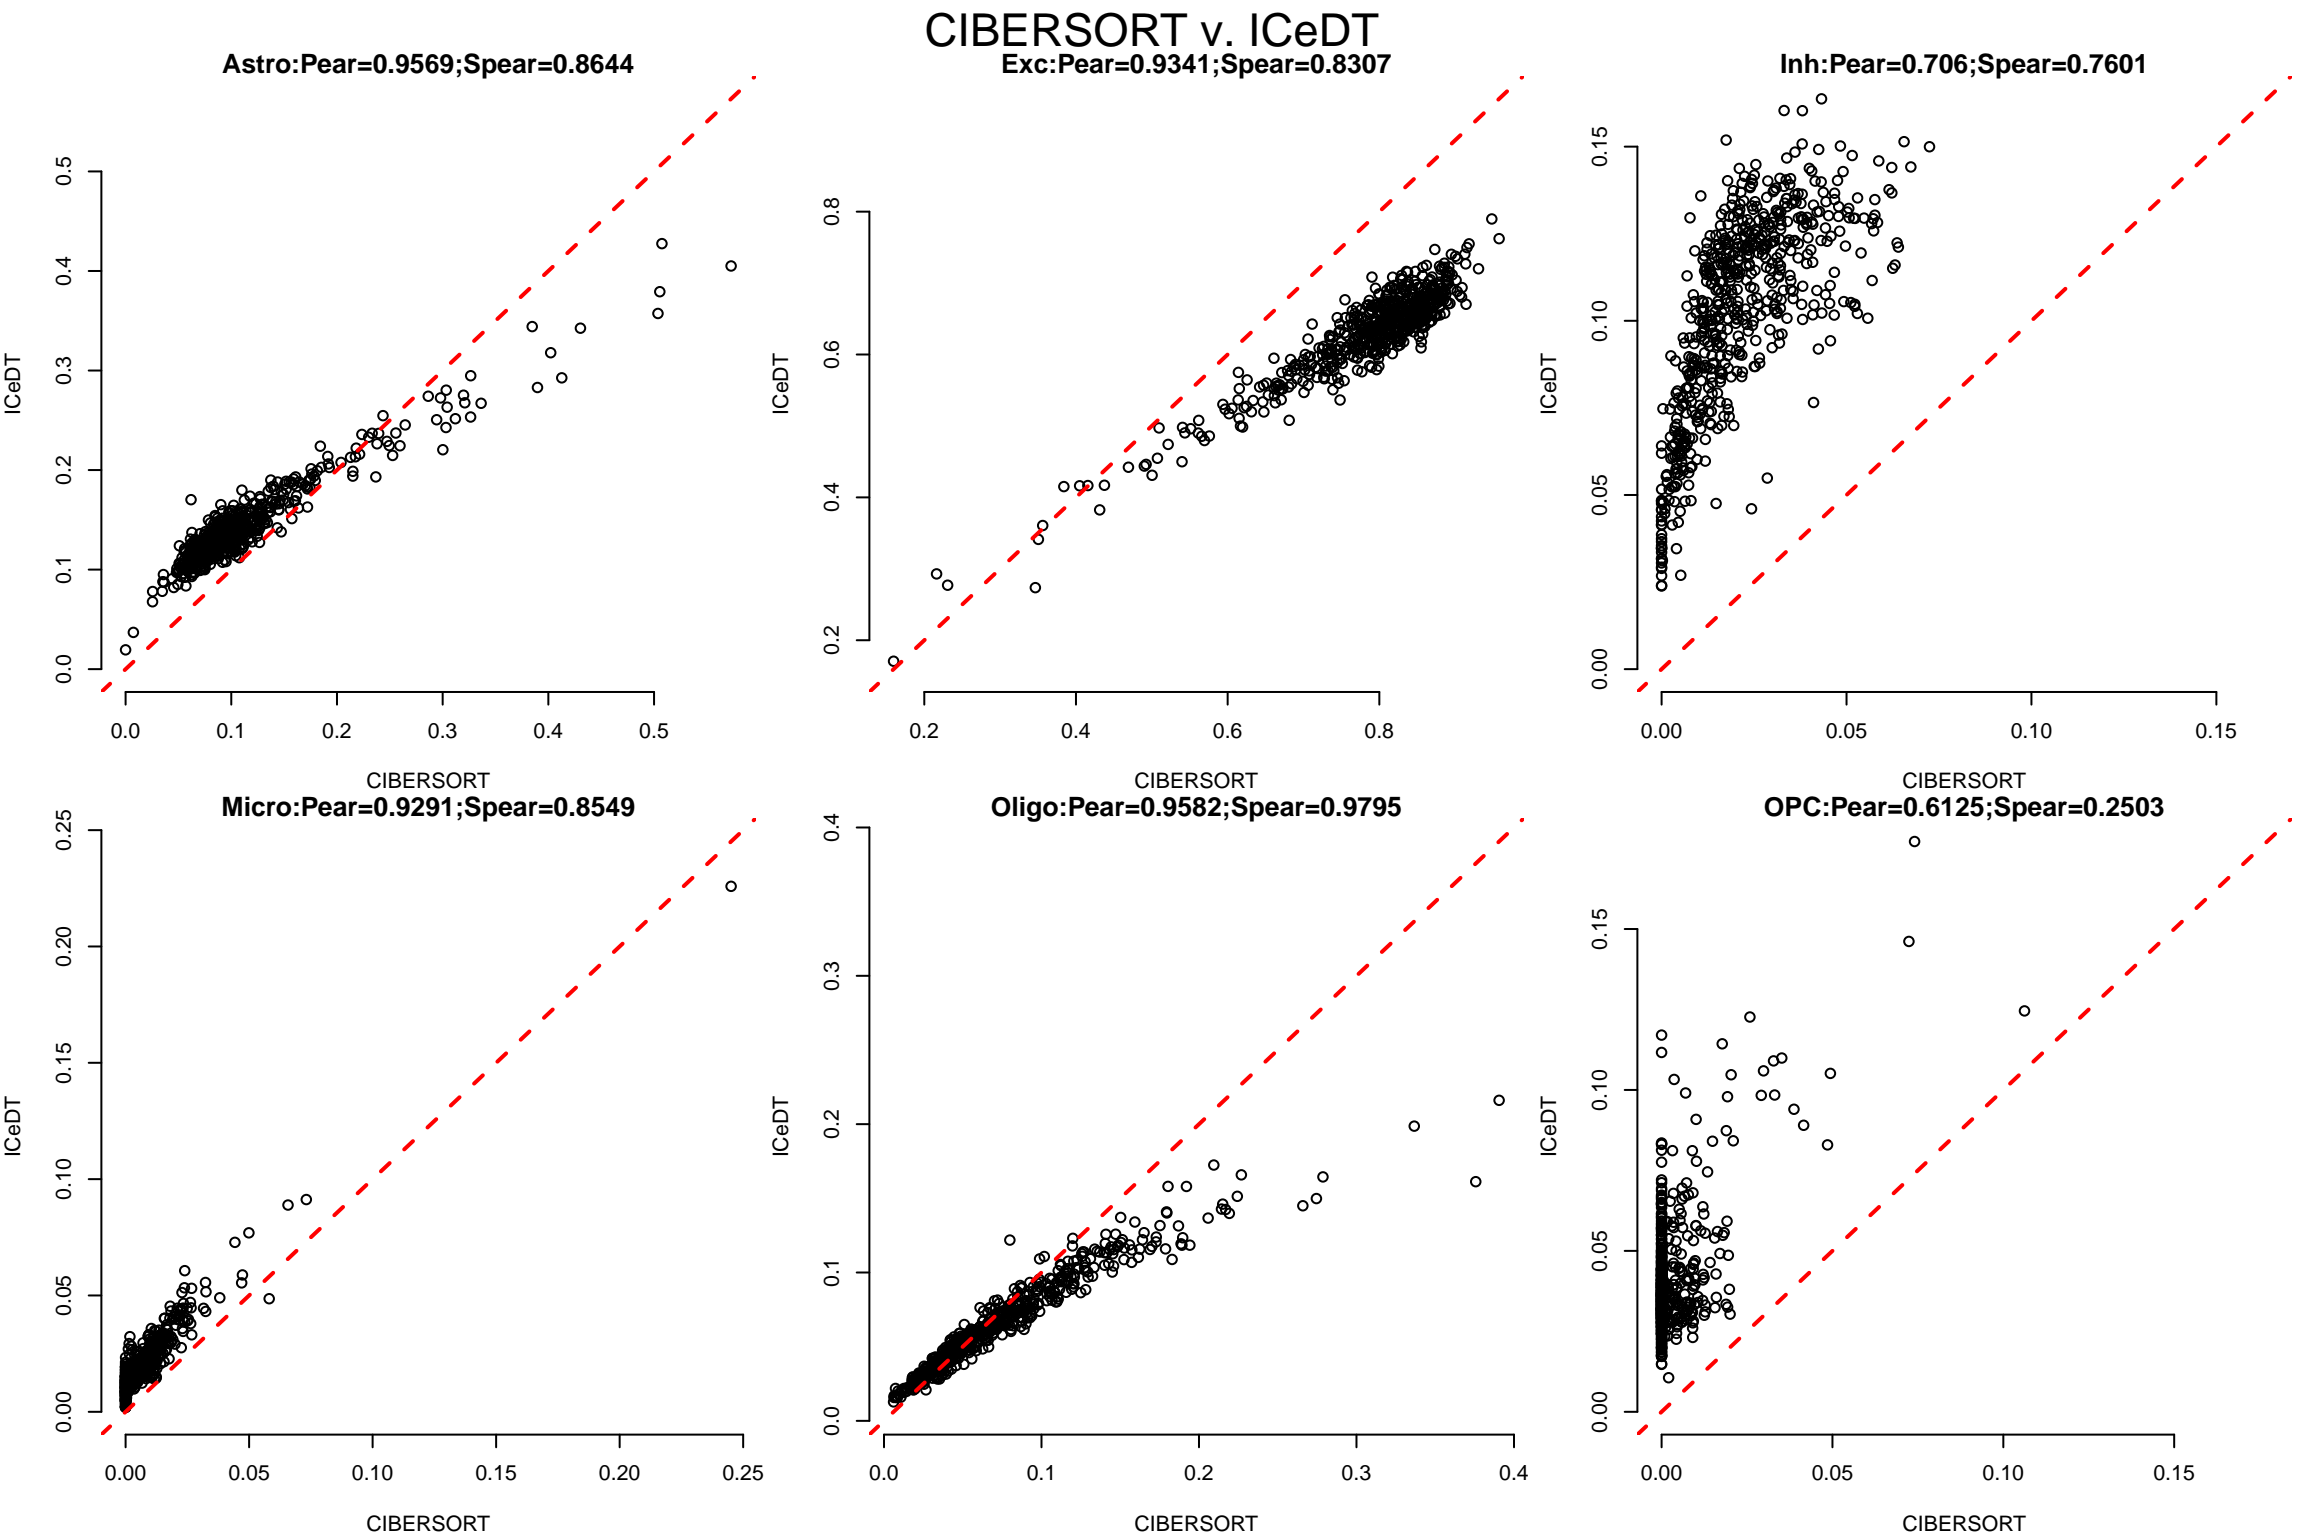 CIBERSORT v. ICeDT
Astro:Pear=0.9569;Spear=0.8644
ICeDT
0.0 0.1 0.2 0.3 0.4 0.5
0.0 0.1 0.2 0.3 0.4 0.5
CIBERSORT
Exc:Pear=0.9341;Spear=0.8307
ICeDT
0.2 0.4 0.6 0.8
0.2 0.4 0.6 0.8
CIBERSORT
Inh:Pear=0.706;Spear=0.7601
ICeDT
0.00 0.05 0.10 0.15
0.00 0.05 0.10 0.15
CIBERSORT
Micro:Pear=0.9291;Spear=0.8549
ICeDT
0.00 0.05 0.10 0.15 0.20 0.25
0.00 0.05 0.10 0.15 0.20 0.25
CIBERSORT
Oligo:Pear=0.9582;Spear=0.9795
ICeDT
0.0 0.1 0.2 0.3 0.4
0.0 0.1 0.2 0.3 0.4
CIBERSORT
OPC:Pear=0.6125;Spear=0.2503
ICeDT
0.00 0.05 0.10 0.15
0.00 0.05 0.10 0.15
CIBERSORT